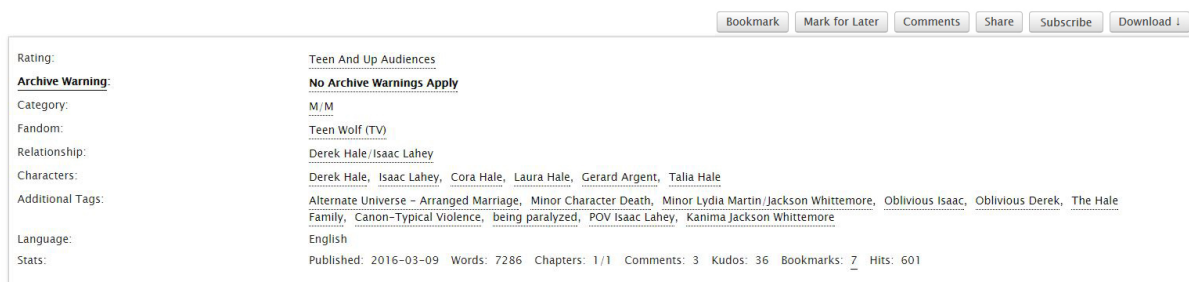 Bookmark Mark for Later Comments Share Subscribe Download ↓
Rating: Teen And Up Audiences
Archive Warning: No Archive Warnings Apply
Category: M/M
Fandom: Teen Wolf (TV)
Relationship: Derek Hale/Isaac Lahey
Characters: Derek Hale, Isaac Lahey, Cora Hale, Laura Hale, Gerard Argent, Talia Hale
Additional Tags: Alternate Universe - Arranged Marriage, Minor Character Death, Minor Lydia Martin/Jackson Whittemore, Oblivious Isaac, Oblivious Derek, The Hale
Family, Canon-Typical Violence, being paralyzed, POV Isaac Lahey, Kanima Jackson Whittemore
Language: English
Stats: Published: 2016-03-09 Words: 7286 Chapters: 1/1 Comments: 3 Kudos: 36 Bookmarks: 7 Hits: 601